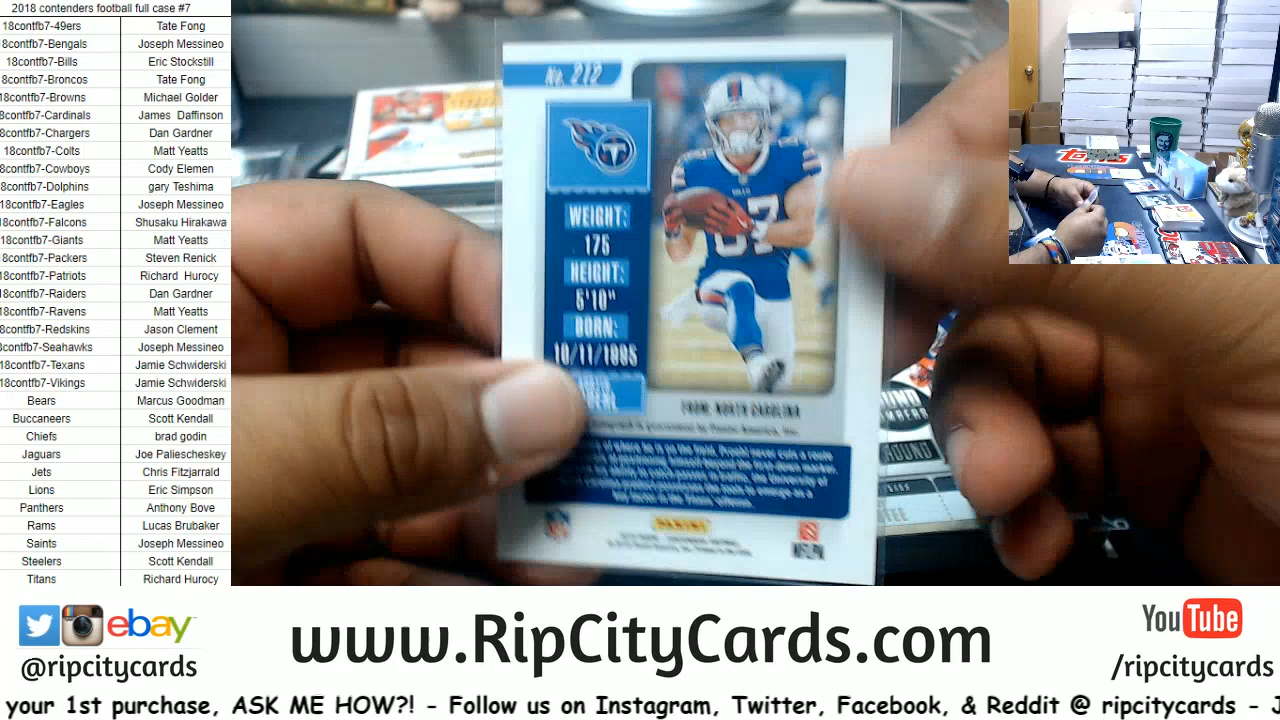 2018 contenders football full case #7
18contfb7-49ers Tate Fong
8contfb7-Bengals Joseph Messineo
18contfb7-Bills Eric Stockstill
8contfb7-Broncos Tate Fong
18contfb7-Browns Michael Golder
8contfb7-Cardinals James Daffinson
8contfb7-Chargers Dan Gardner
18contfb7-Colts Matt Yeatts
8contfb7-Cowboys Cody Elemen
8contfb7-Dolphins gary Teshima
18contfb7-Eagles Joseph Messineo
18contfb7-Falcons Shusaku Hirakawa
18contfb7-Giants Matt Yeatts
8contfb7-Packers Steven Renick
8contfb7-Patriots Richard Hurocy
18contfb7-Raiders Dan Gardner
18contfb7-Ravens Matt Yeatts
8contfb7-Redskins Jason Clement
contfb7-Seahawks Joseph Messineo
18contfb7-Texans Jamie Schwiderski
18contfb7-Vikings Jamie Schwiderski
Bears Marcus Goodman
Buccaneers Scott Kendall
Chiefs brad godin
Jaguars Joe Paliescheskey
Jets Chris Fitzjarrald
Lions Eric Simpson
Panthers Anthony Bove
Rams Lucas Brubaker
Saints Joseph Messineo
Steelers Scott Kendall
Titans Richard Hurocy
No. 212
WEIGHT:
175
HEIGHT:
5'10"
BORN:
10/11/1995
FROM: NORTH CAROLINA
PANINI
NFLPA
Topps
ROUND
ebay
@ripcitycards
www.RipCityCards.com
YouTube
/ripcitycards
your 1st purchase, ASK ME HOW?! - Follow us on Instagram, Twitter, Facebook, & Reddit @ ripcitycards - J